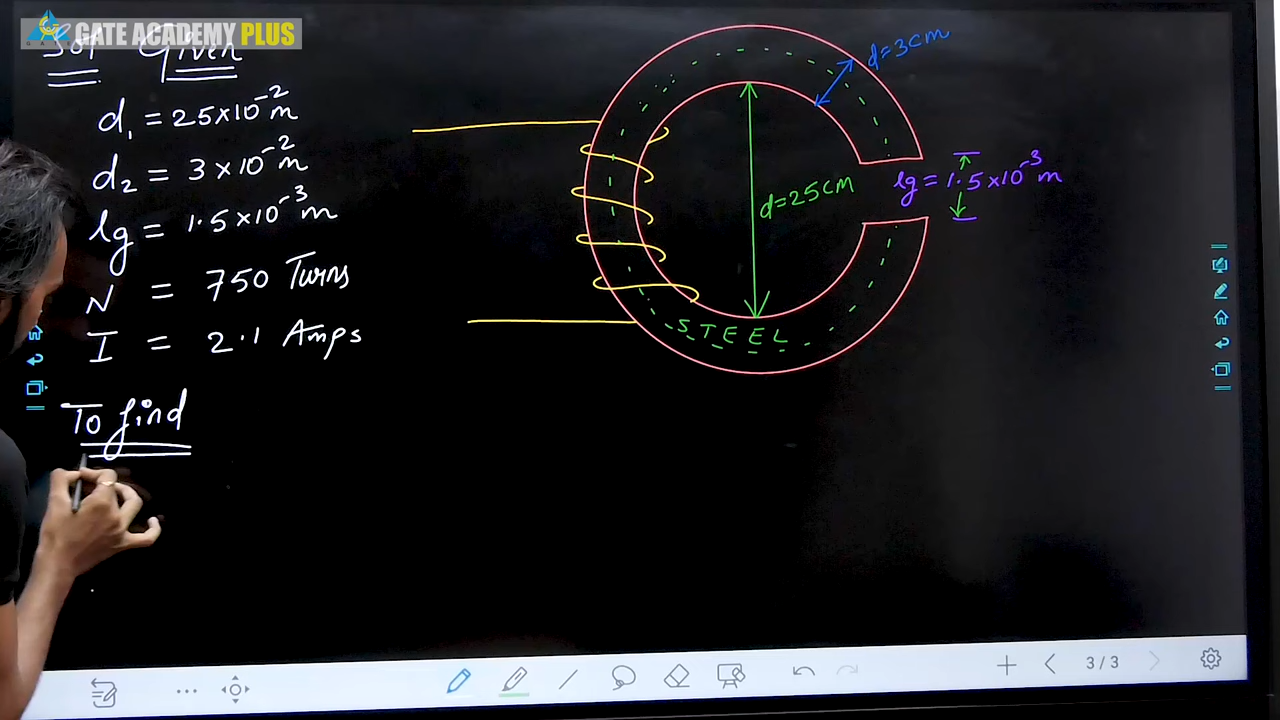 GATE ACADEMY PLUS
Sol Given
d₁ = 25×10⁻² m
d₂ = 3×10⁻² m
lg = 1.5×10⁻³ m
N = 750 Turns
I = 2.1 Amps
To find
d=3cm
lg = 1.5×10⁻³ m
d=25cm
STEEL
3/3